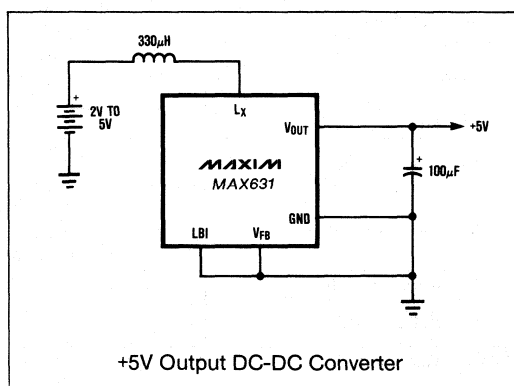 330μH
+
2V TO
5V
LX
VOUT
+5V
MAXIM
MAX631
+
100μF
GND
LBI
VFB
+5V Output DC-DC Converter